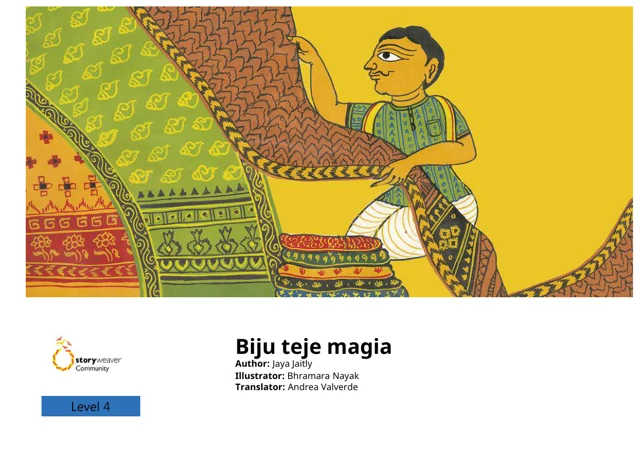 Biju teje magia
Author: Jaya Jaitly
Illustrator: Bhramara Nayak
Translator: Andrea Valverde
storyweaver
Community
Level 4